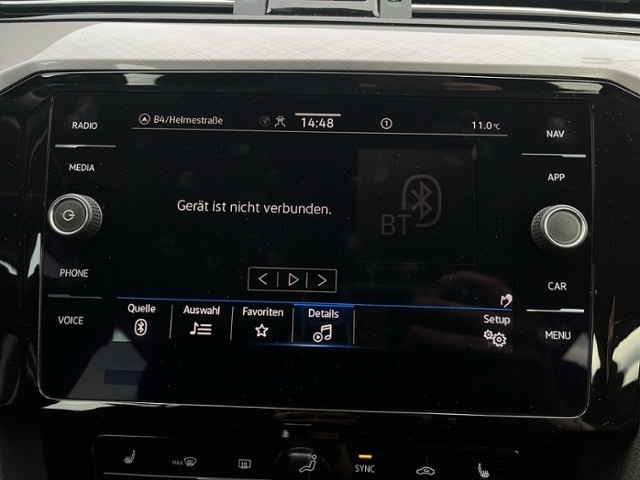 RADIO
MEDIA
PHONE
VOICE
B4/Helmestraße
14:48
1
11.0°C
Gerät ist nicht verbunden.
BT
Quelle
Auswahl
Favoriten
Details
Setup
NAV
APP
CAR
MENU
MAX
SYNC